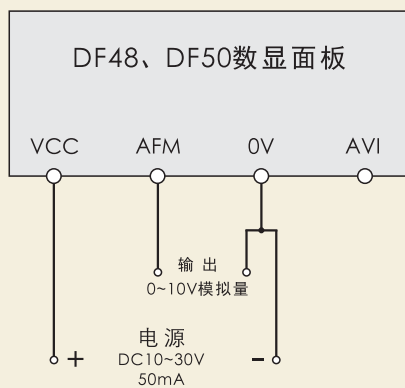 DF48、DF50数显面板
VCC AFM 0V AVI
输出
0~10V模拟量
电源
+ DC10~30V -
50mA